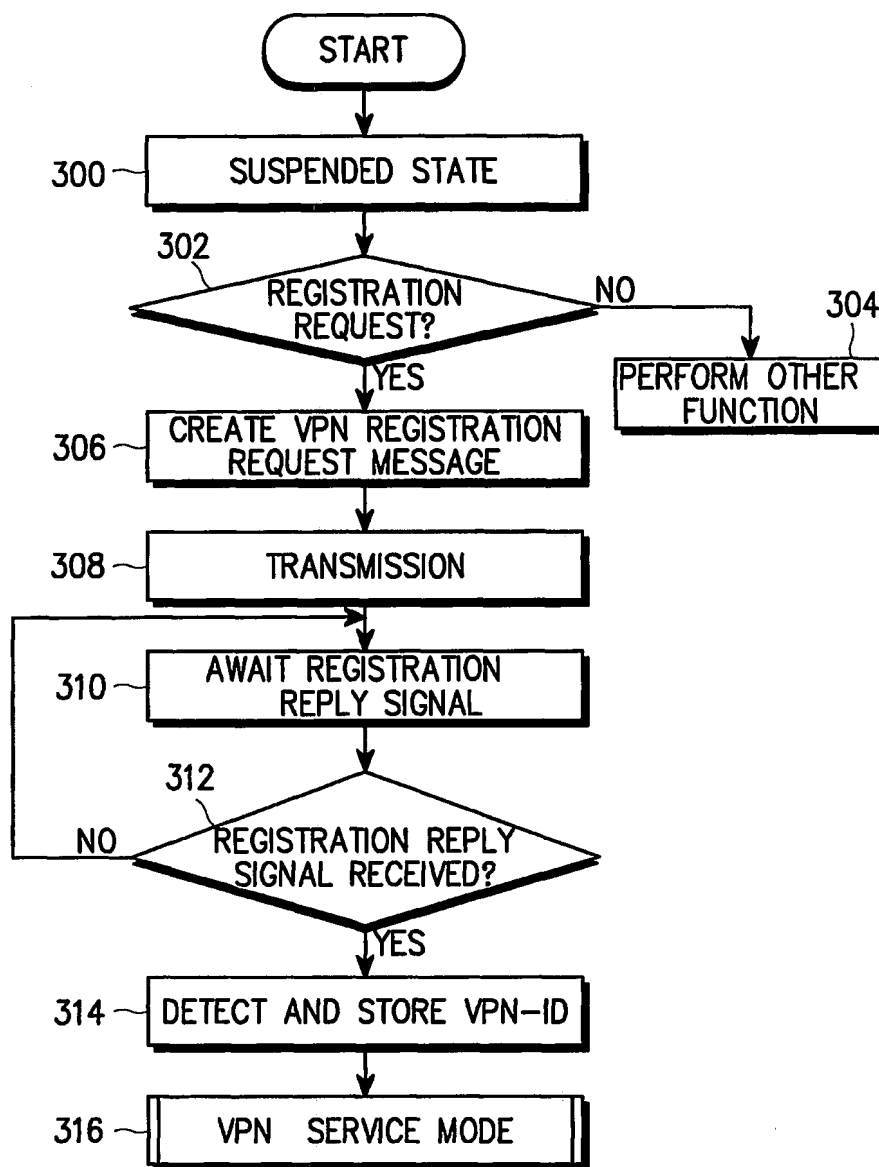 START
300
SUSPENDED STATE
302
REGISTRATION
REQUEST?
NO
304
YES
PERFORM OTHER
FUNCTION
306
CREATE VPN REGISTRATION
REQUEST MESSAGE
308
TRANSMISSION
310
AWAIT REGISTRATION
REPLY SIGNAL
312
NO
REGISTRATION REPLY
SIGNAL RECEIVED?
YES
314
DETECT AND STORE VPN-ID
316
VPN SERVICE MODE